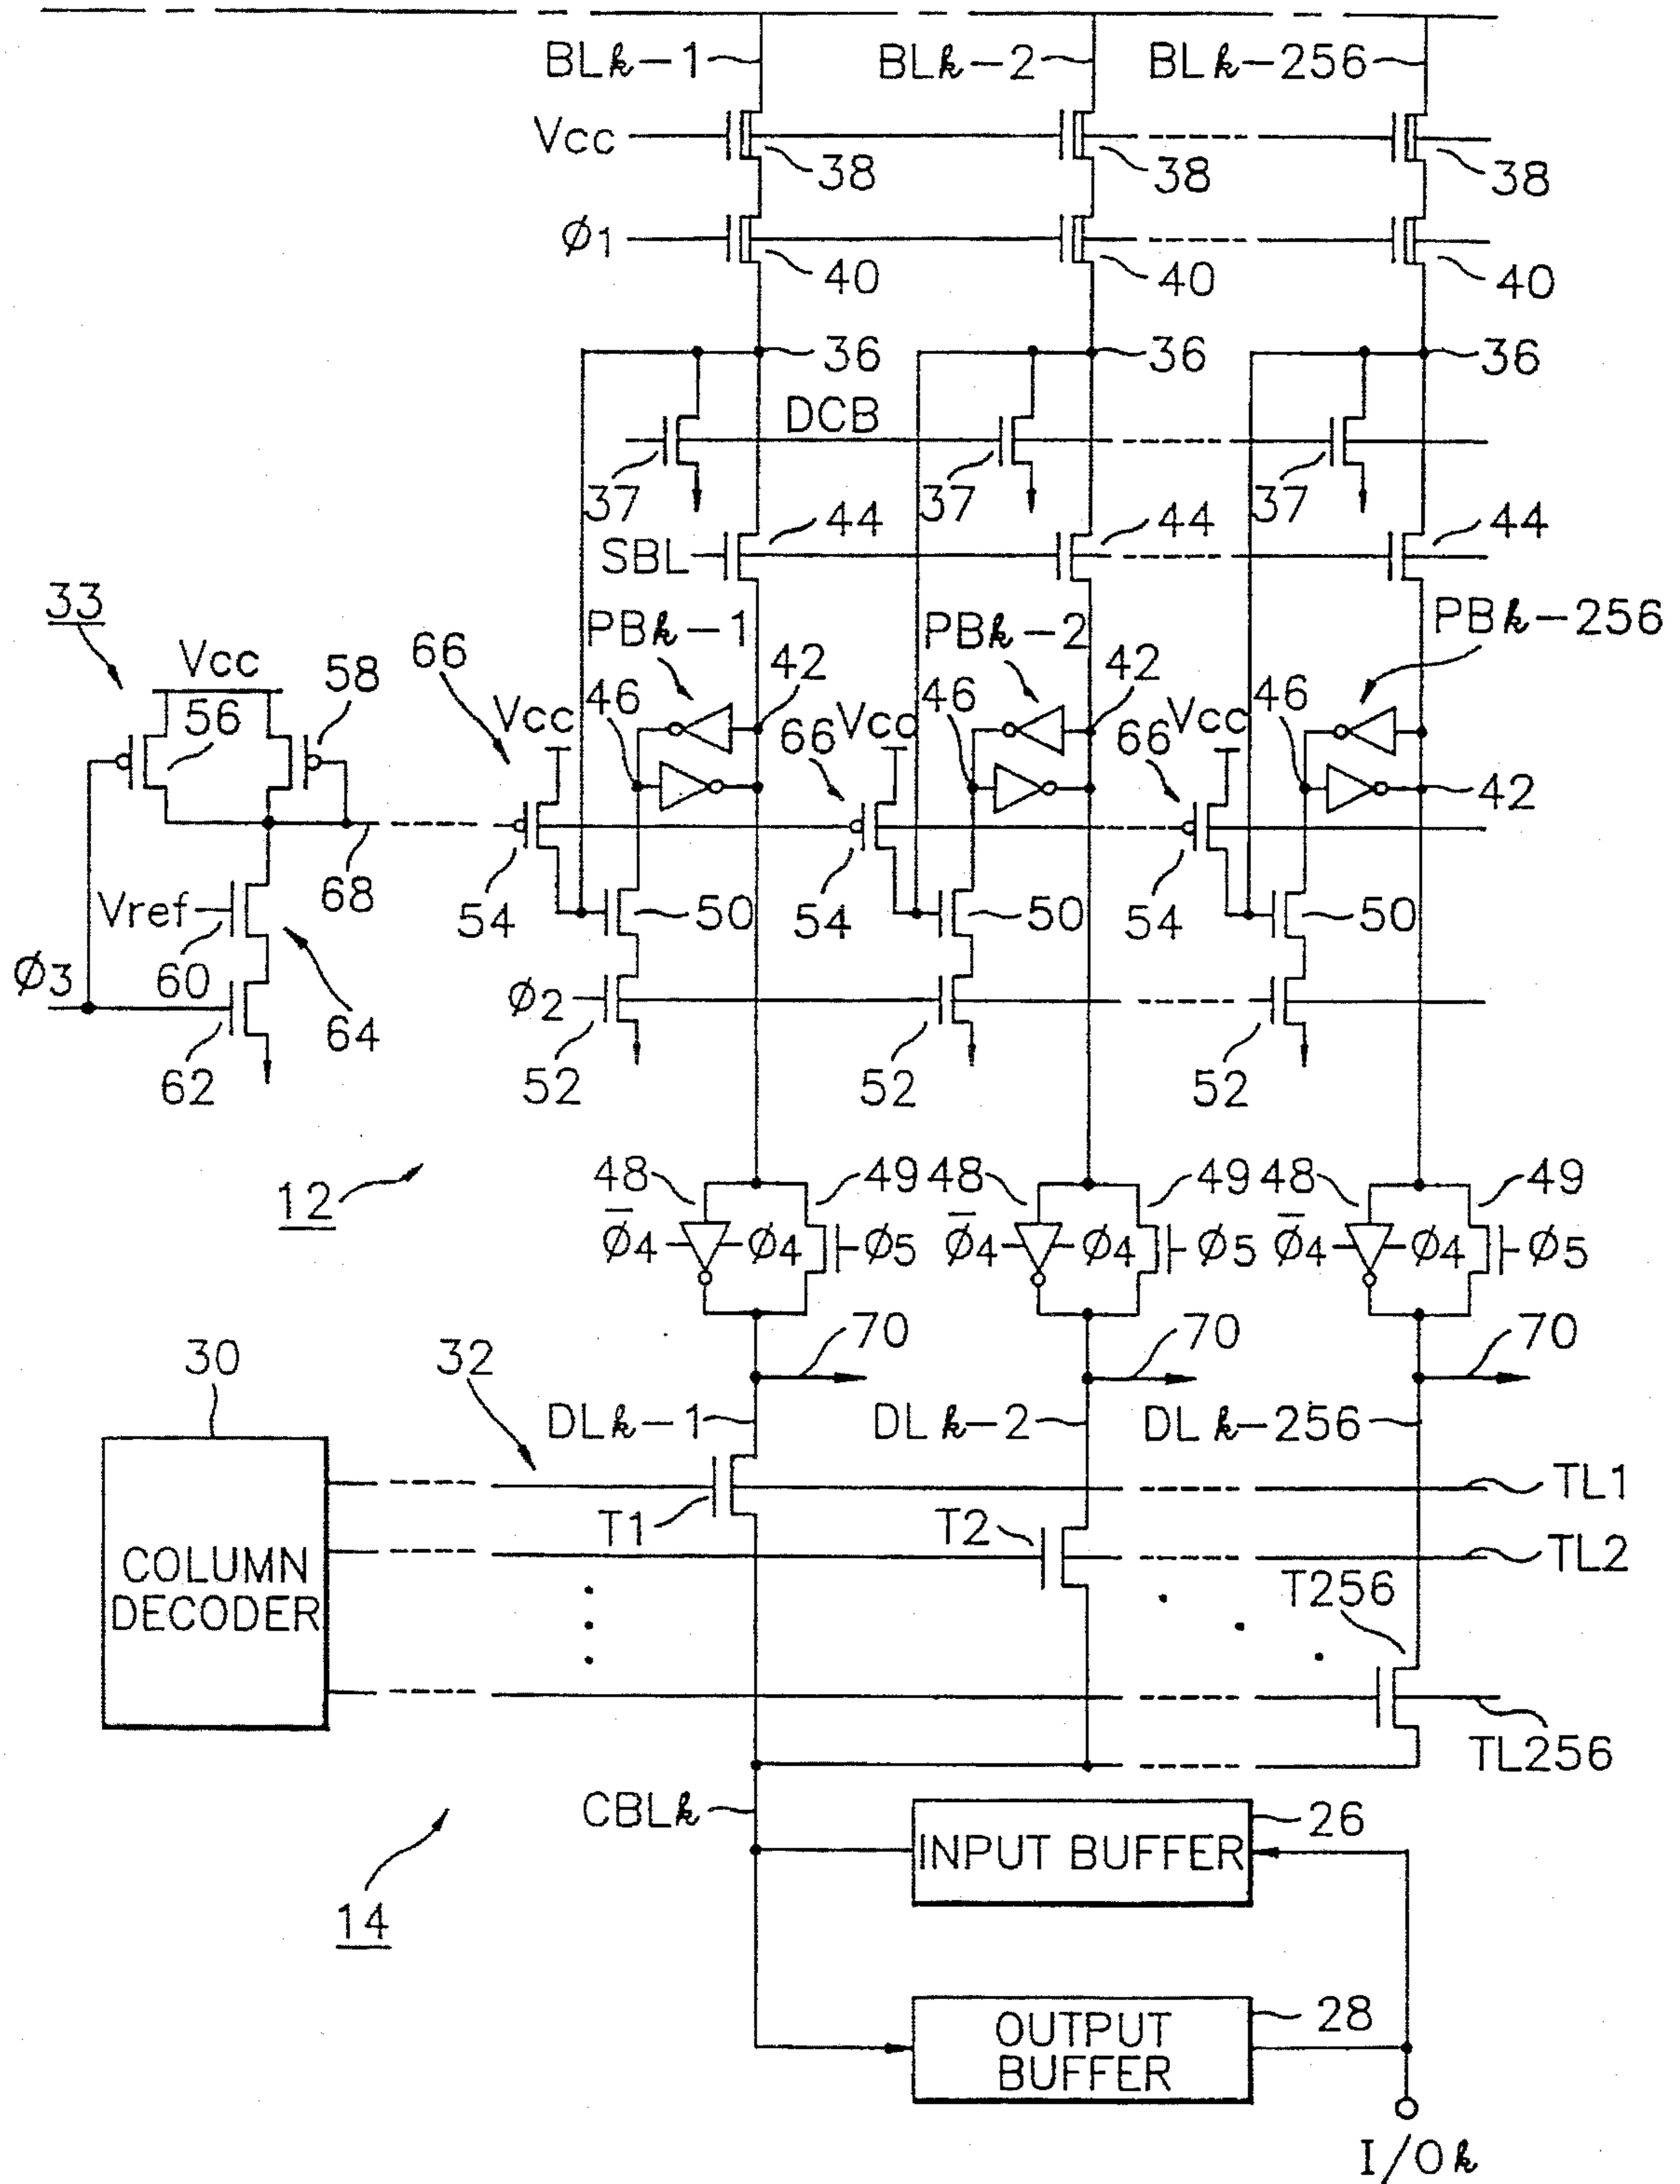 BLk-1 BLk-2 BLk-256
Vcc 38 38 38
ø1 40 40 40
36 36 36
DCB
37 37 37
44 44 44
SBL
33 PBk-1 PBk-2 PBk-256
66
Vcc 58 42 42
56 Vcc 46 66 Vcc 46 66 Vcc 46
42
54 68 54 54
Vref 50 50 50
60
ø3 ø2
64
62 52 52 52
12 48 49 48 49 48 49
ø̅4 ø4 ø5 ø̅4 ø4 ø5 ø̅4 ø4 ø5
30 32 70 70 70
DLk-1 DLk-2 DLk-256
TL1
T1 T2
TL2
COLUMN
DECODER
T256
TL256
CBLk 26
INPUT BUFFER
14
28
OUTPUT
BUFFER
I/Ok